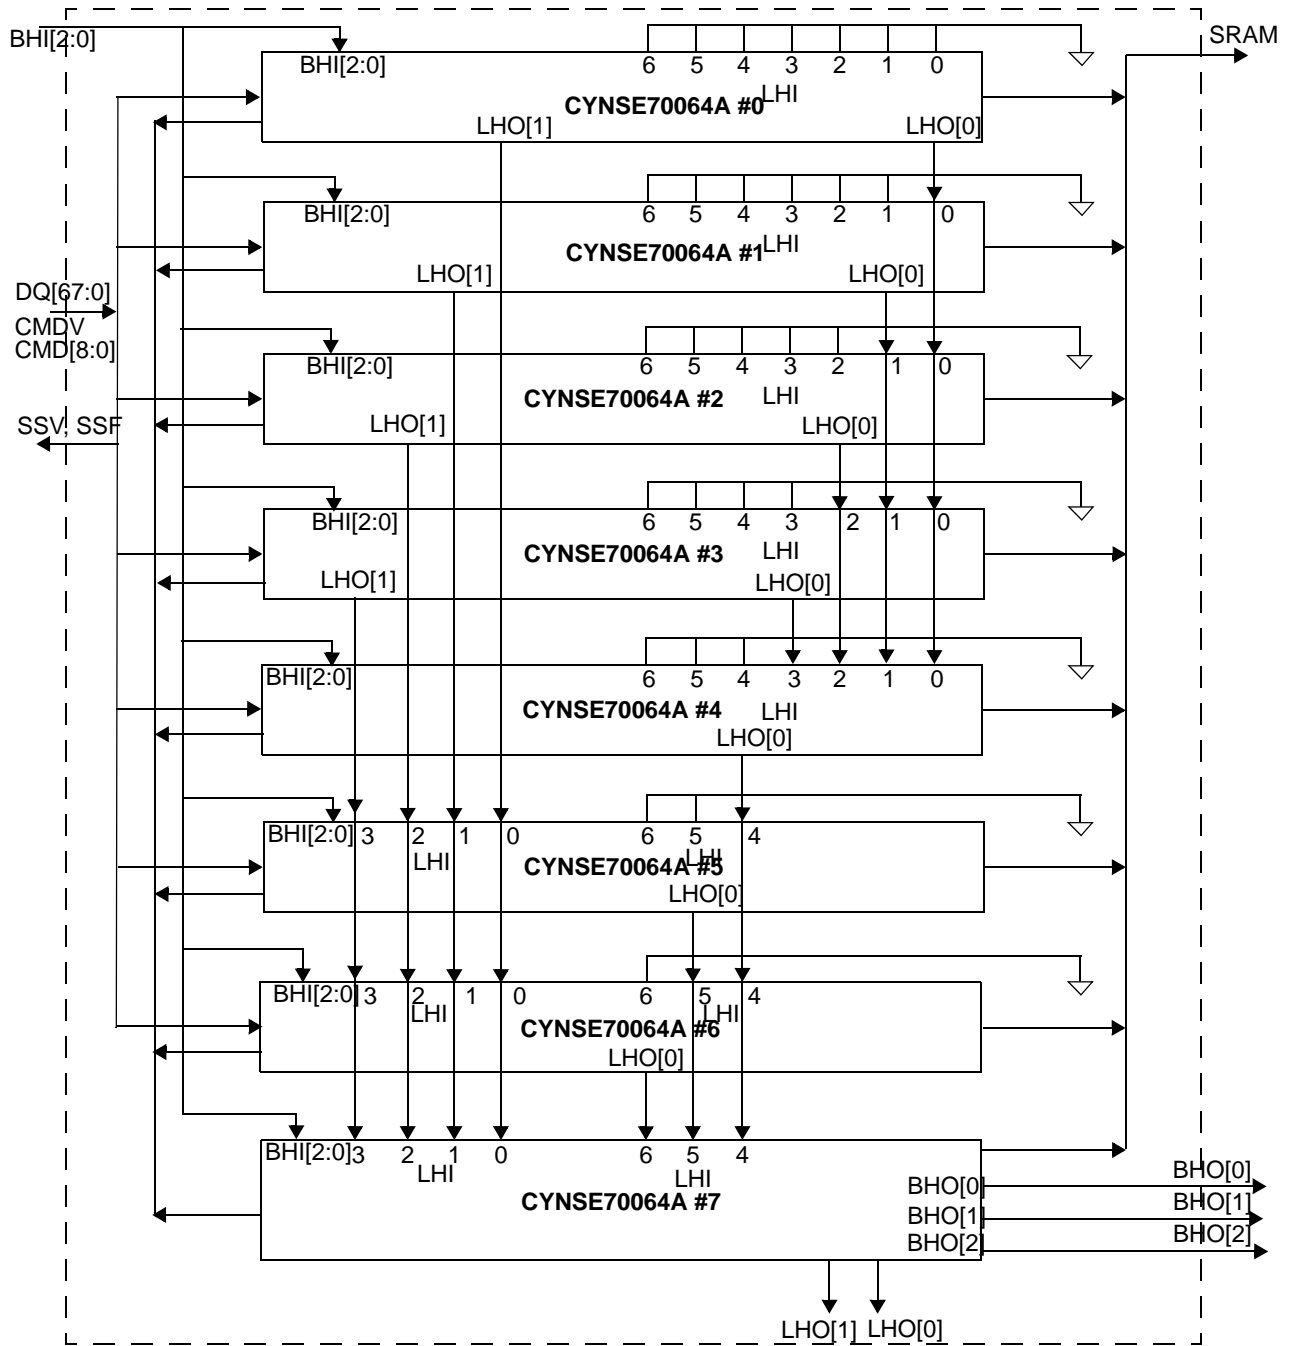 BHI[2:0]
SRAM
BHI[2:0] 6 5 4 3 2 1 0
LHI
CYNSE70064A #0
LHO[1] LHO[0]
BHI[2:0] 6 5 4 3 2 1 0
LHI
CYNSE70064A #1
LHO[1] LHO[0]
DQ[67:0]
CMDV
CMD[8:0]
BHI[2:0] 6 5 4 3 2 1 0
LHI
CYNSE70064A #2
LHO[1] LHO[0]
SSV, SSF
BHI[2:0] 6 5 4 3 2 1 0
LHI
CYNSE70064A #3
LHO[1] LHO[0]
BHI[2:0] 6 5 4 3 2 1 0
LHI
CYNSE70064A #4
LHO[0]
BHI[2:0] 3 2 1 0 6 5 4
LHI LHI
CYNSE70064A #5
LHO[0]
BHI[2:0] 3 2 1 0 6 5 4
LHI LHI
CYNSE70064A #6
LHO[0]
BHI[2:0] 3 2 1 0 6 5 4
LHI LHI
CYNSE70064A #7
BHO[0] BHO[0]
BHO[1] BHO[1]
BHO[2] BHO[2]
LHO[1] LHO[0]